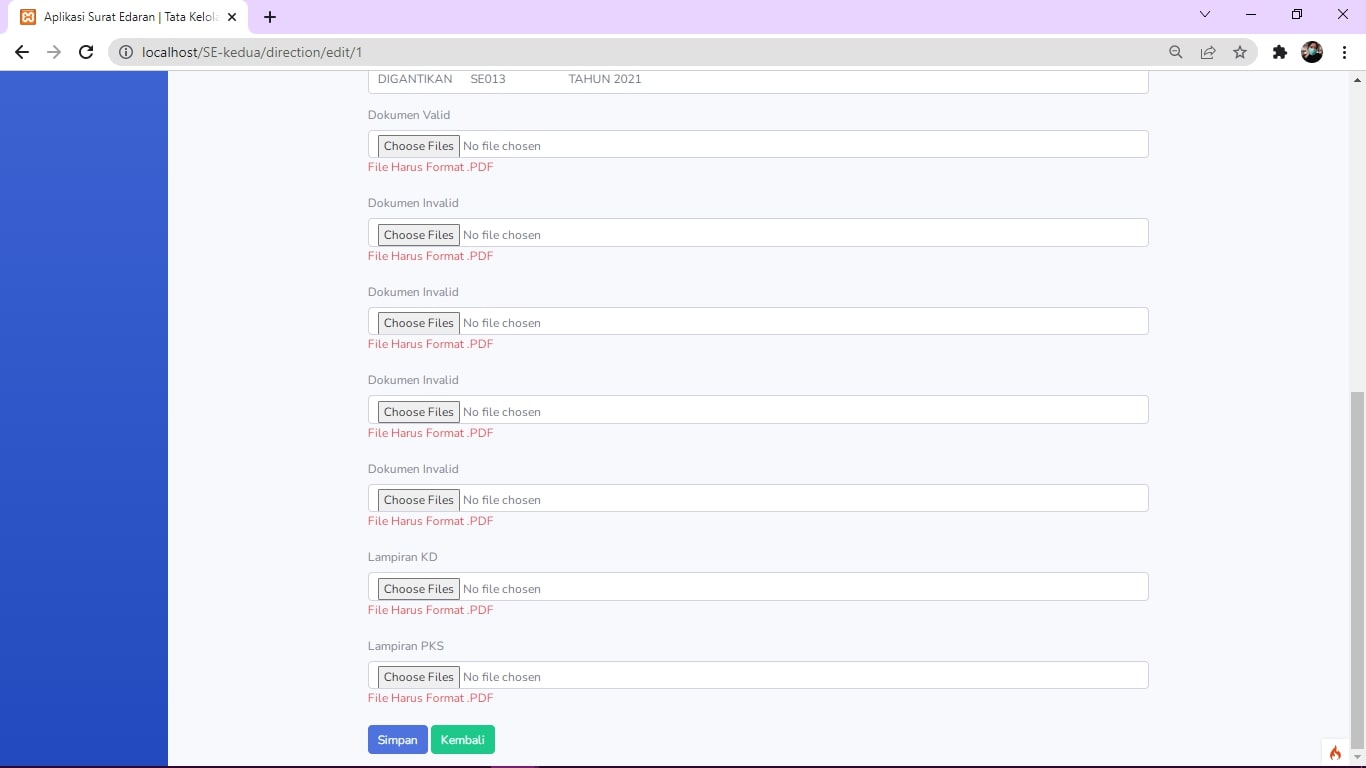 Aplikasi Surat Edaran | Tata Kelola
localhost/SE-kedua/direction/edit/1
DIGANTIKAN SE013 TAHUN 2021
Dokumen Valid
Choose Files No file chosen
File Harus Format .PDF
Dokumen Invalid
Choose Files No file chosen
File Harus Format .PDF
Dokumen Invalid
Choose Files No file chosen
File Harus Format .PDF
Dokumen Invalid
Choose Files No file chosen
File Harus Format .PDF
Dokumen Invalid
Choose Files No file chosen
File Harus Format .PDF
Lampiran KD
Choose Files No file chosen
File Harus Format .PDF
Lampiran PKS
Choose Files No file chosen
File Harus Format .PDF
Simpan Kembali